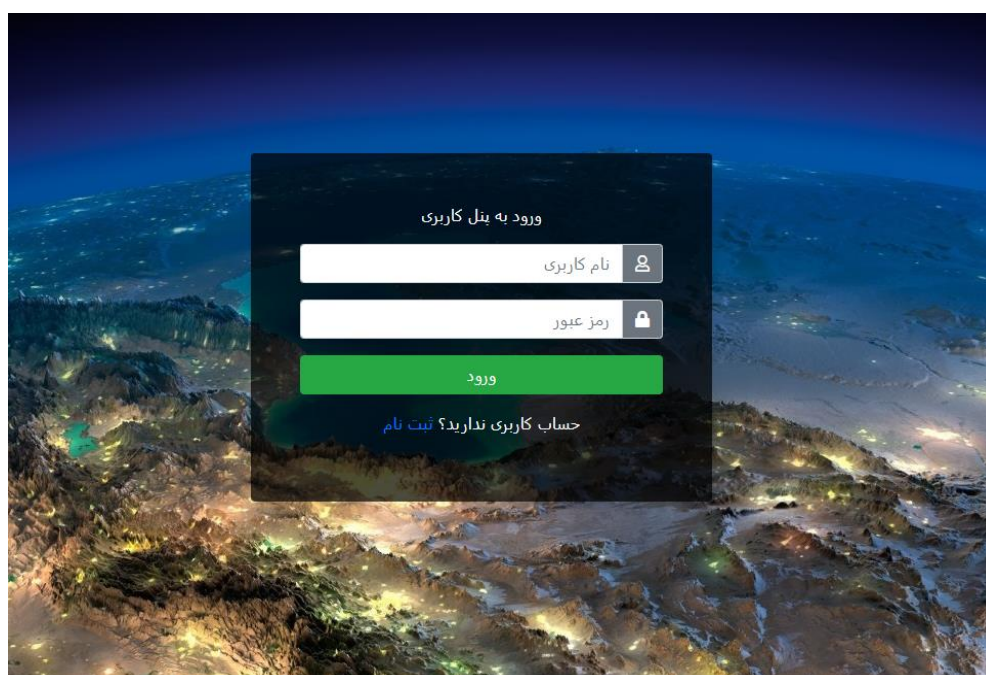 ورود به پنل کاربری
نام کاربری
رمز عبور
ورود
حساب کاربری ندارید؟ ثبت نام